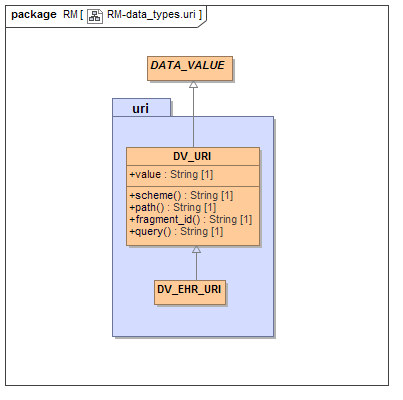 package RM [ RM-data_types.uri ]
DATA_VALUE
uri
DV_URI
+value : String [1]
+scheme() : String [1]
+path() : String [1]
+fragment_id() : String [1]
+query() : String [1]
DV_EHR_URI